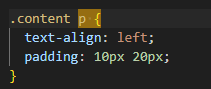 .content p {
  text-align: left;
  padding: 10px 20px;
}